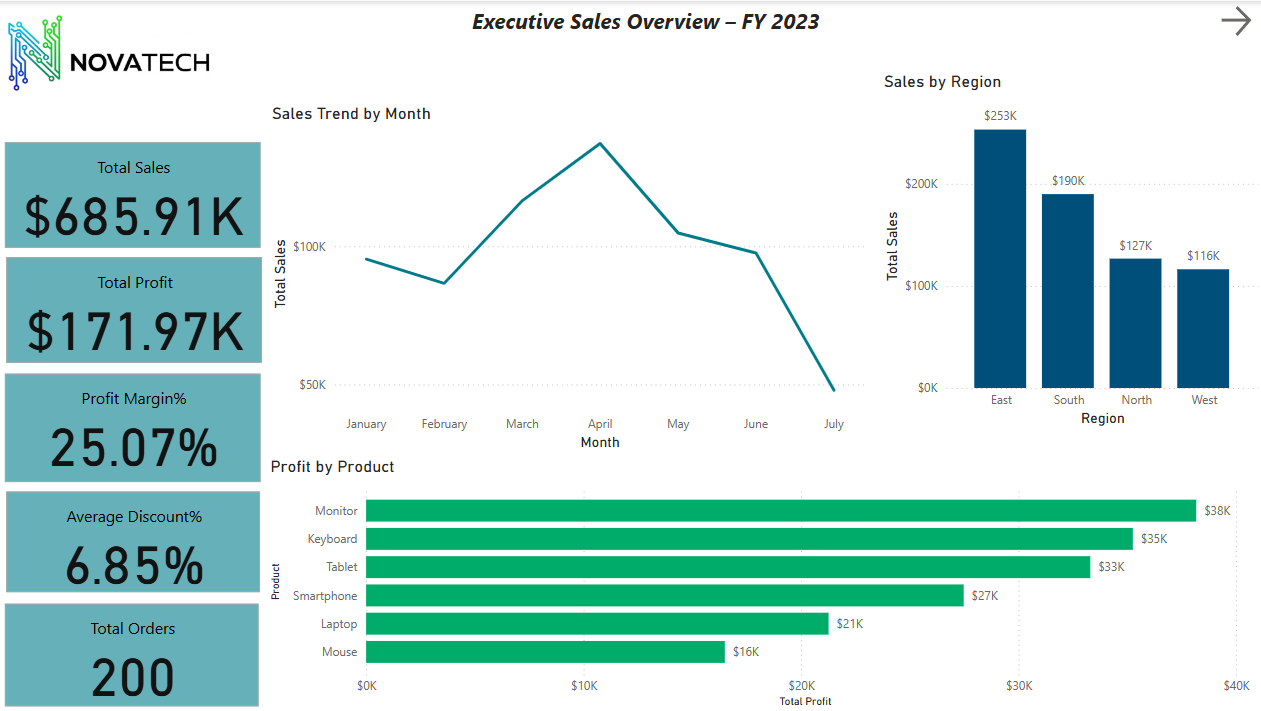 Executive Sales Overview – FY 2023
NOVATECH
Total Sales
$685.91K
Total Profit
$171.97K
Profit Margin%
25.07%
Average Discount%
6.85%
Total Orders
200
Sales Trend by Month
Total Sales
$100K
$50K
January February March April May June July
Month
Sales by Region
Total Sales
$200K
$100K
$0K
$253K
$190K
$127K
$116K
East South North West
Region
Profit by Product
Product
Monitor $38K
Keyboard $35K
Tablet $33K
Smartphone $27K
Laptop $21K
Mouse $16K
$0K $10K $20K $30K $40K
Total Profit